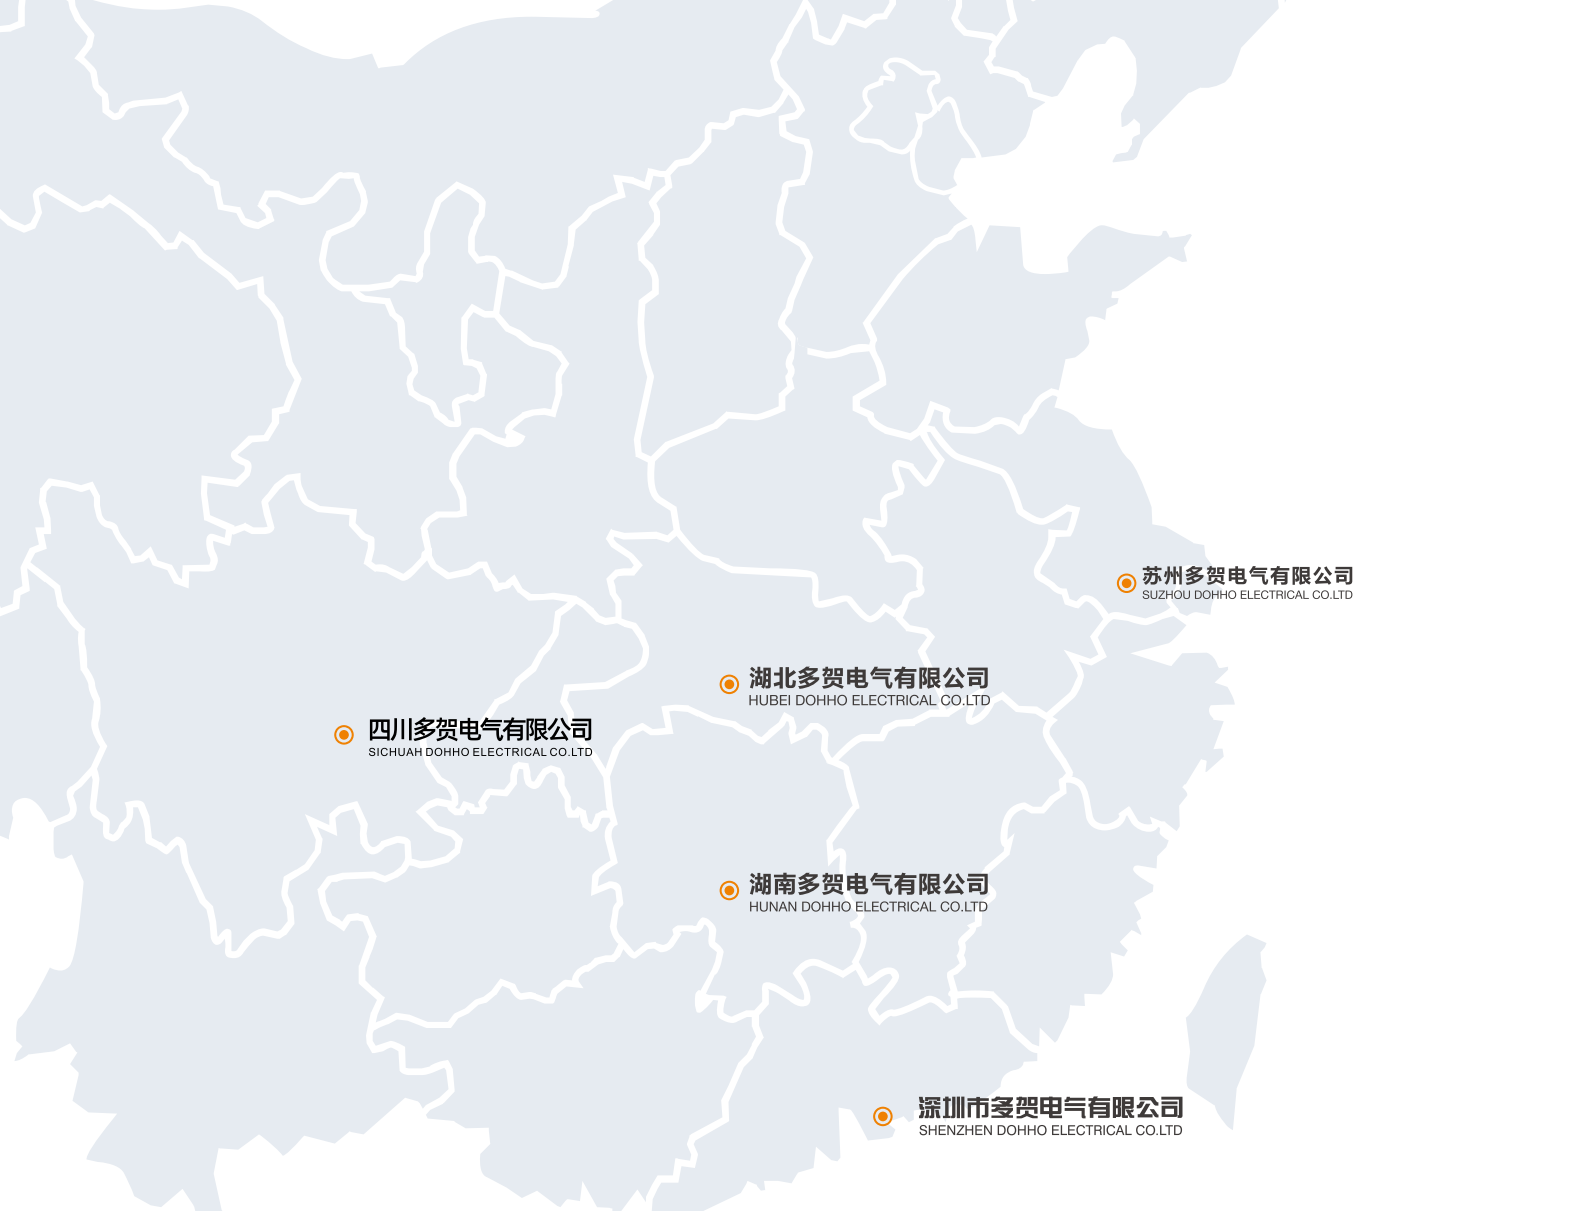 苏州多贺电气有限公司
SUZHOU DOHHO ELECTRICAL CO.LTD
湖北多贺电气有限公司
HUBEI DOHHO ELECTRICAL CO.LTD
四川多贺电气有限公司
SICHUAH DOHHO ELECTRICAL CO.LTD
湖南多贺电气有限公司
HUNAN DOHHO ELECTRICAL CO.LTD
深圳市多贺电气有限公司
SHENZHEN DOHHO ELECTRICAL CO.LTD